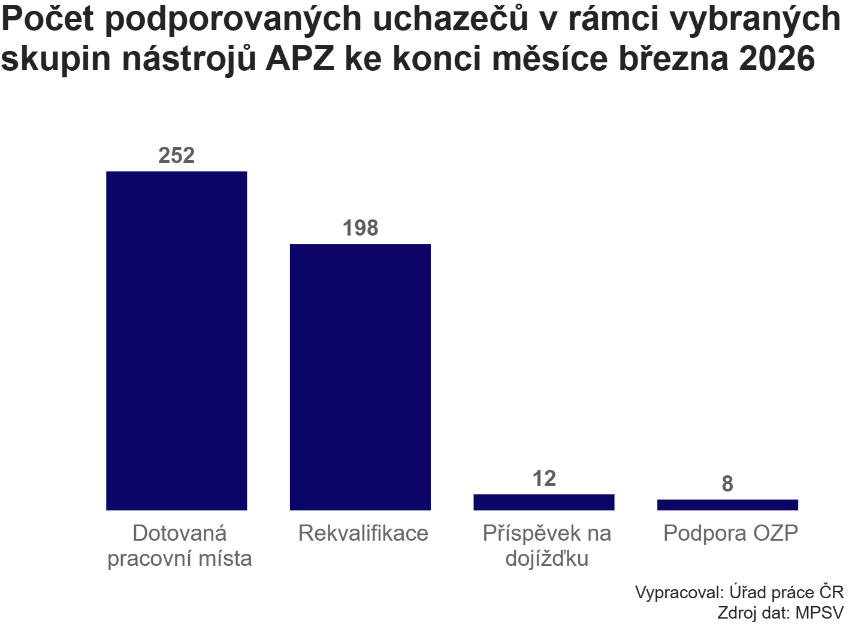 Počet podporovaných uchazečů v rámci vybraných
skupin nástrojů APZ ke konci měsíce března 2026
252
198
12
8
Dotovaná
pracovní místa
Rekvalifikace
Příspěvek na
dojížďku
Podpora OZP
Vypracoval: Úřad práce ČR
Zdroj dat: MPSV